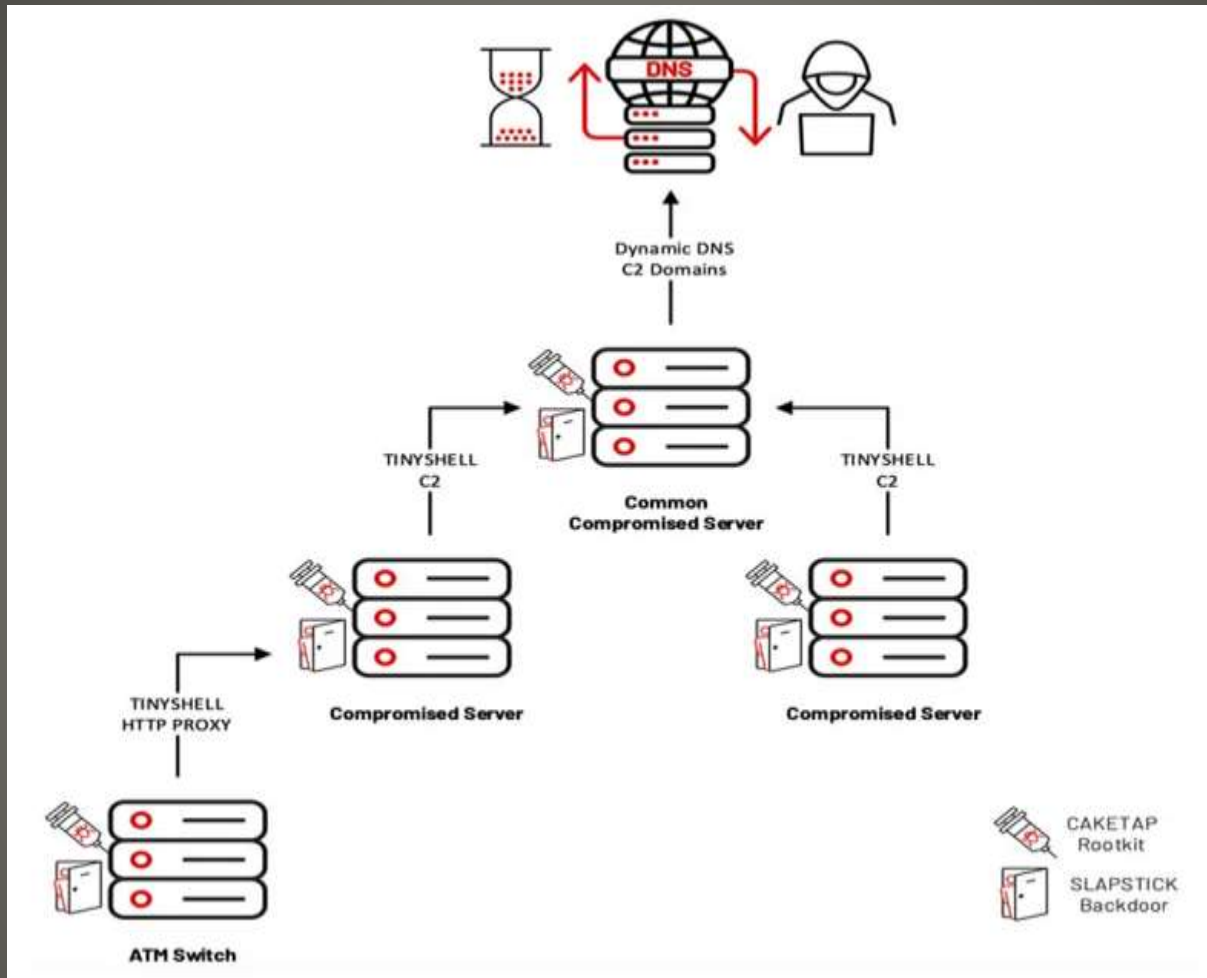 DNS
Dynamic DNS
C2 Domains
TINYSHELL
C2
TINYSHELL
C2
Common
Compromised Server
TINYSHELL
HTTP PROXY
Compromised Server
Compromised Server
ATM Switch
CAKETAP
Rootkit
SLAPSTICK
Backdoor